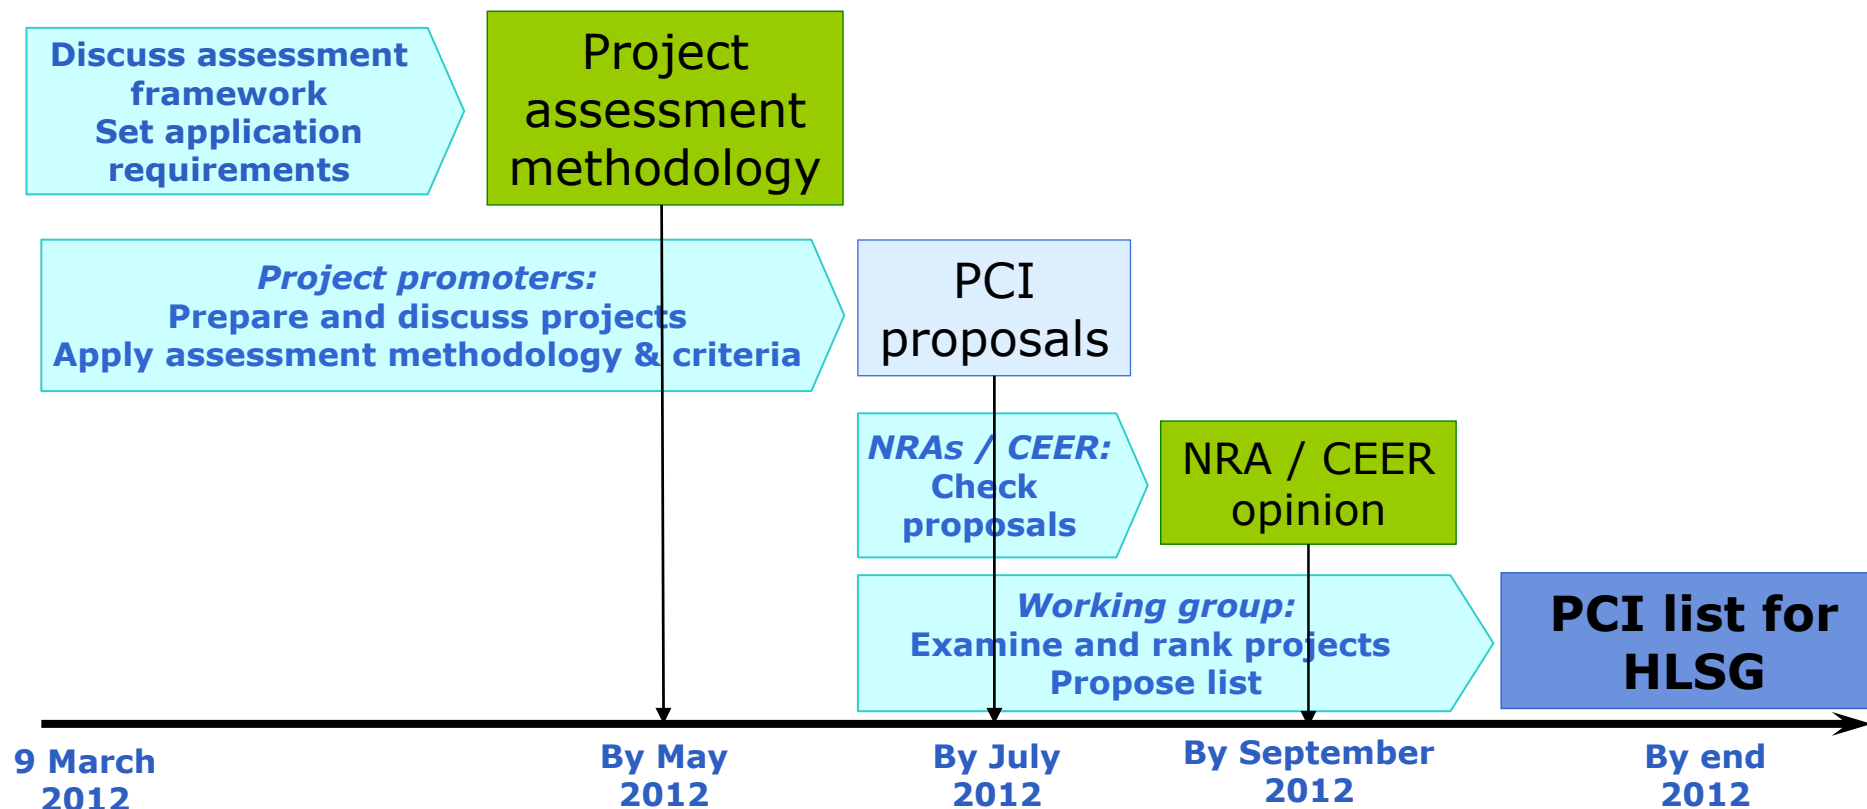 Discuss assessment
framework
Set application
requirements
Project
assessment
methodology
Project promoters:
Prepare and discuss projects
Apply assessment methodology & criteria
PCI
proposals
NRAs / CEER:
Check
proposals
NRA / CEER
opinion
Working group:
Examine and rank projects
Propose list
PCI list for
HLSG
9 March
2012
By May
2012
By July
2012
By September
2012
By end
2012